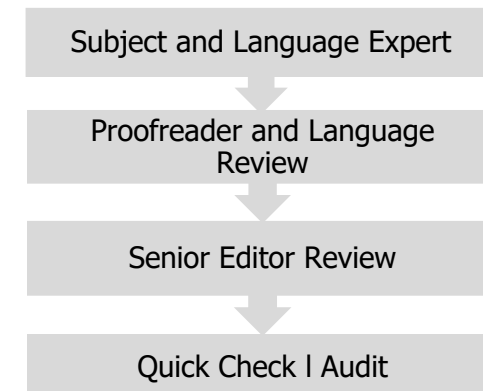 Subject and Language Expert
Proofreader and Language
Review
Senior Editor Review
Quick Check l Audit